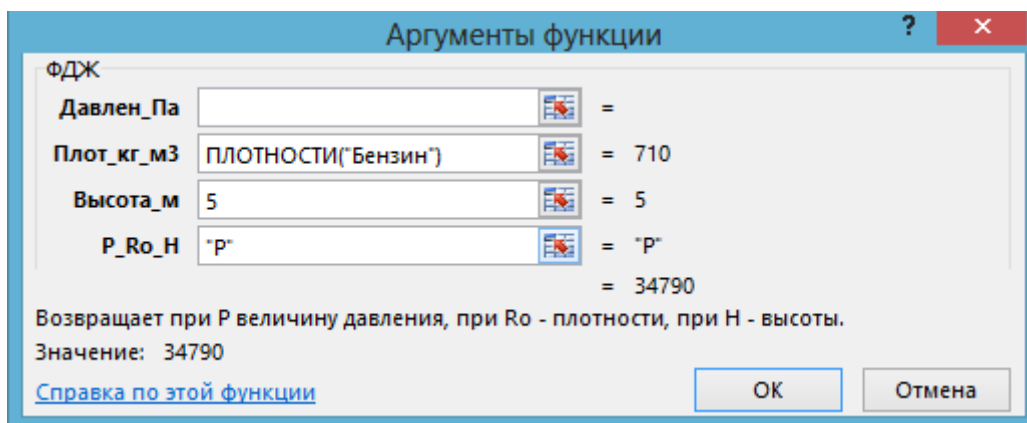 Аргументы функции ? ×
ФДЖ
Давлен_Па =
Плот_кг_м3 ПЛОТНОСТИ("Бензин") = 710
Высота_м 5 = 5
P_Ro_H "P" = "P"
= 34790
Возвращает при P величину давления, при Ro - плотности, при H - высоты.
Значение: 34790
Справка по этой функции ОК Отмена